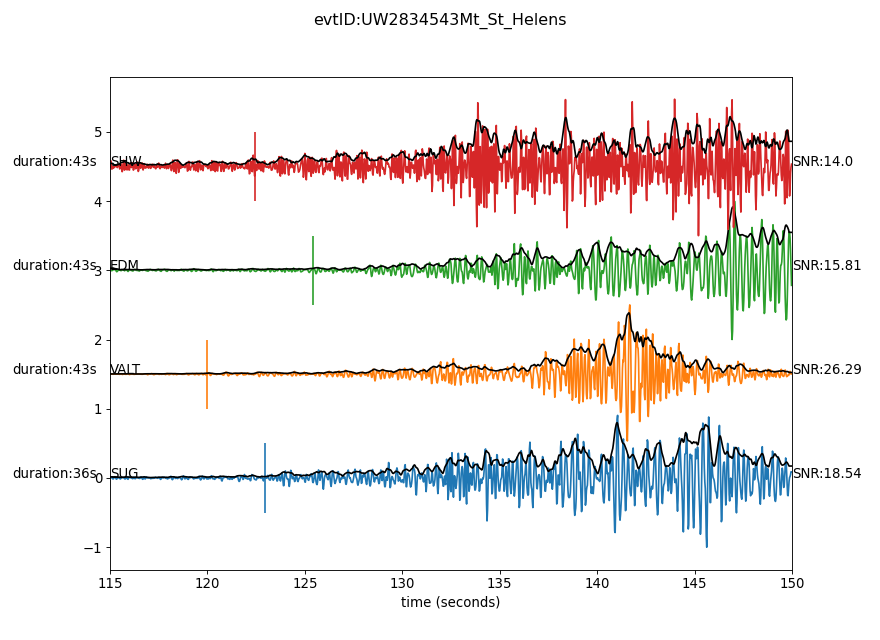 evtID:UW2834543Mt_St_Helens
5
duration:43s SHW SNR:14.0
4
duration:43s EDM SNR:15.81
3
2
duration:43s VALT SNR:26.29
1
duration:36s SUG SNR:18.54
0
−1
115 120 125 130 135 140 145 150
time (seconds)